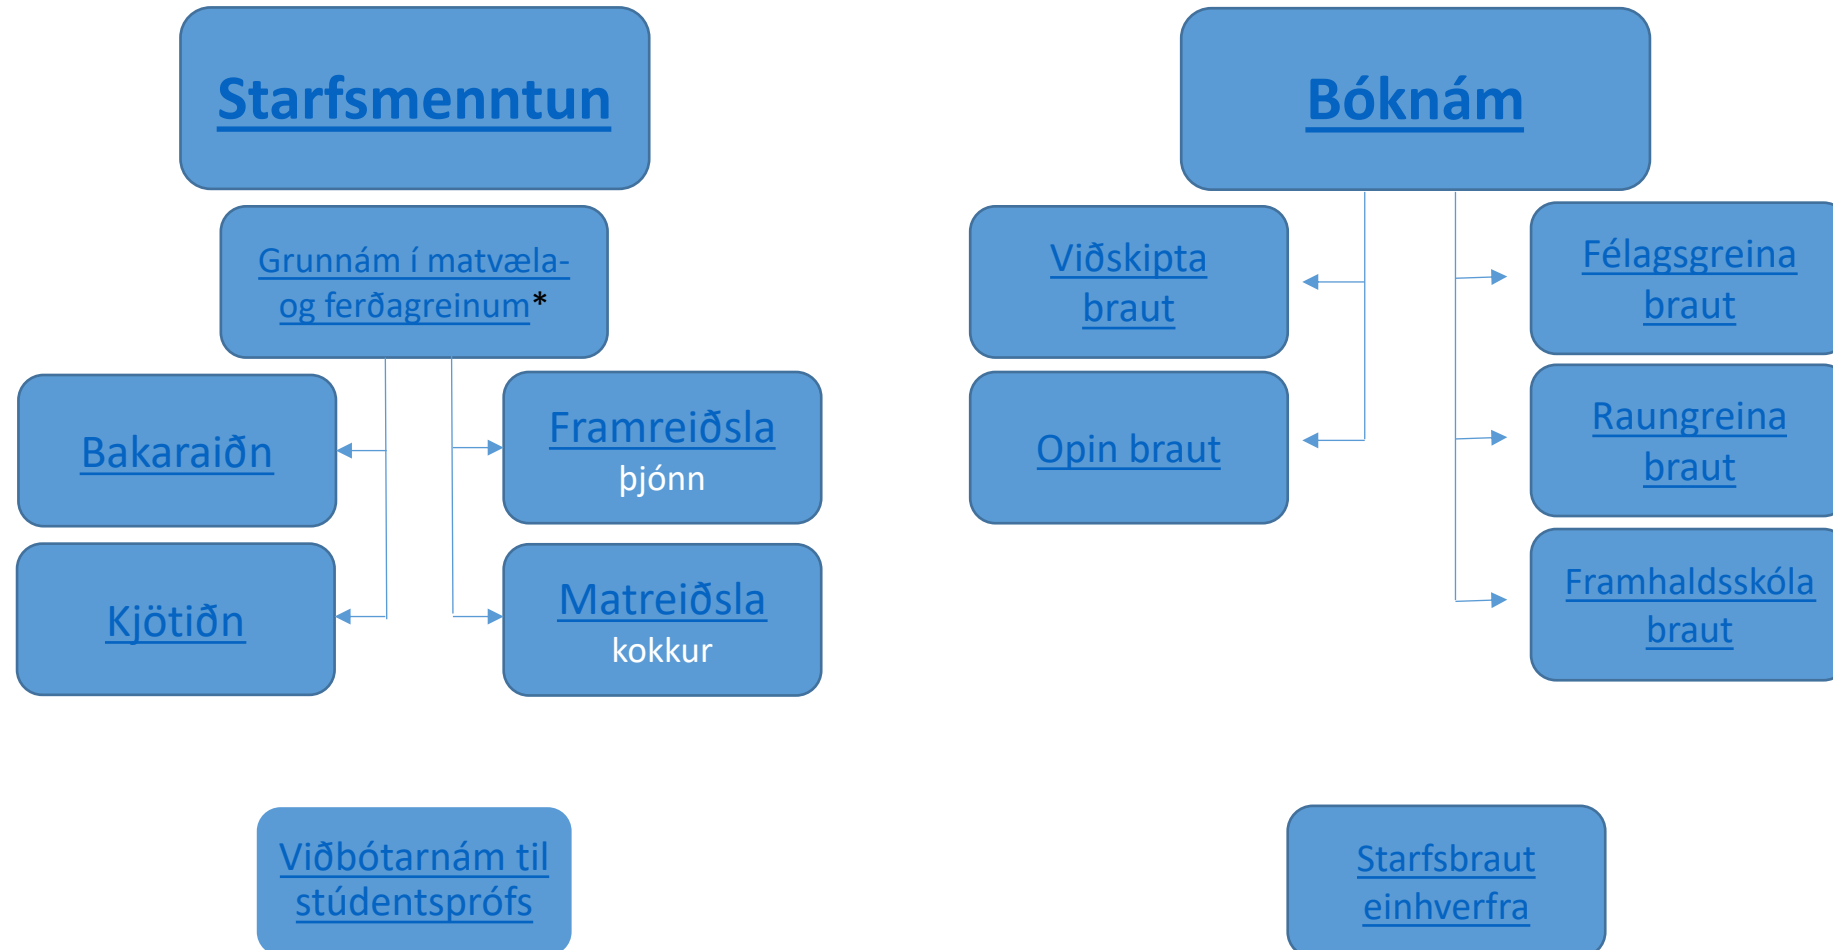 Starfsmenntun
Grunnám í matvæla-
og ferðagreinum*
Bakaraiðn
Framreiðsla
þjónn
Kjötiðn
Matreiðsla
kokkur
Viðbótarnám til
stúdentsprófs
Bóknám
Viðskipta
braut
Félagsgreina
braut
Opin braut
Raungreina
braut
Framhaldsskóla
braut
Starfsbraut
einhverfra